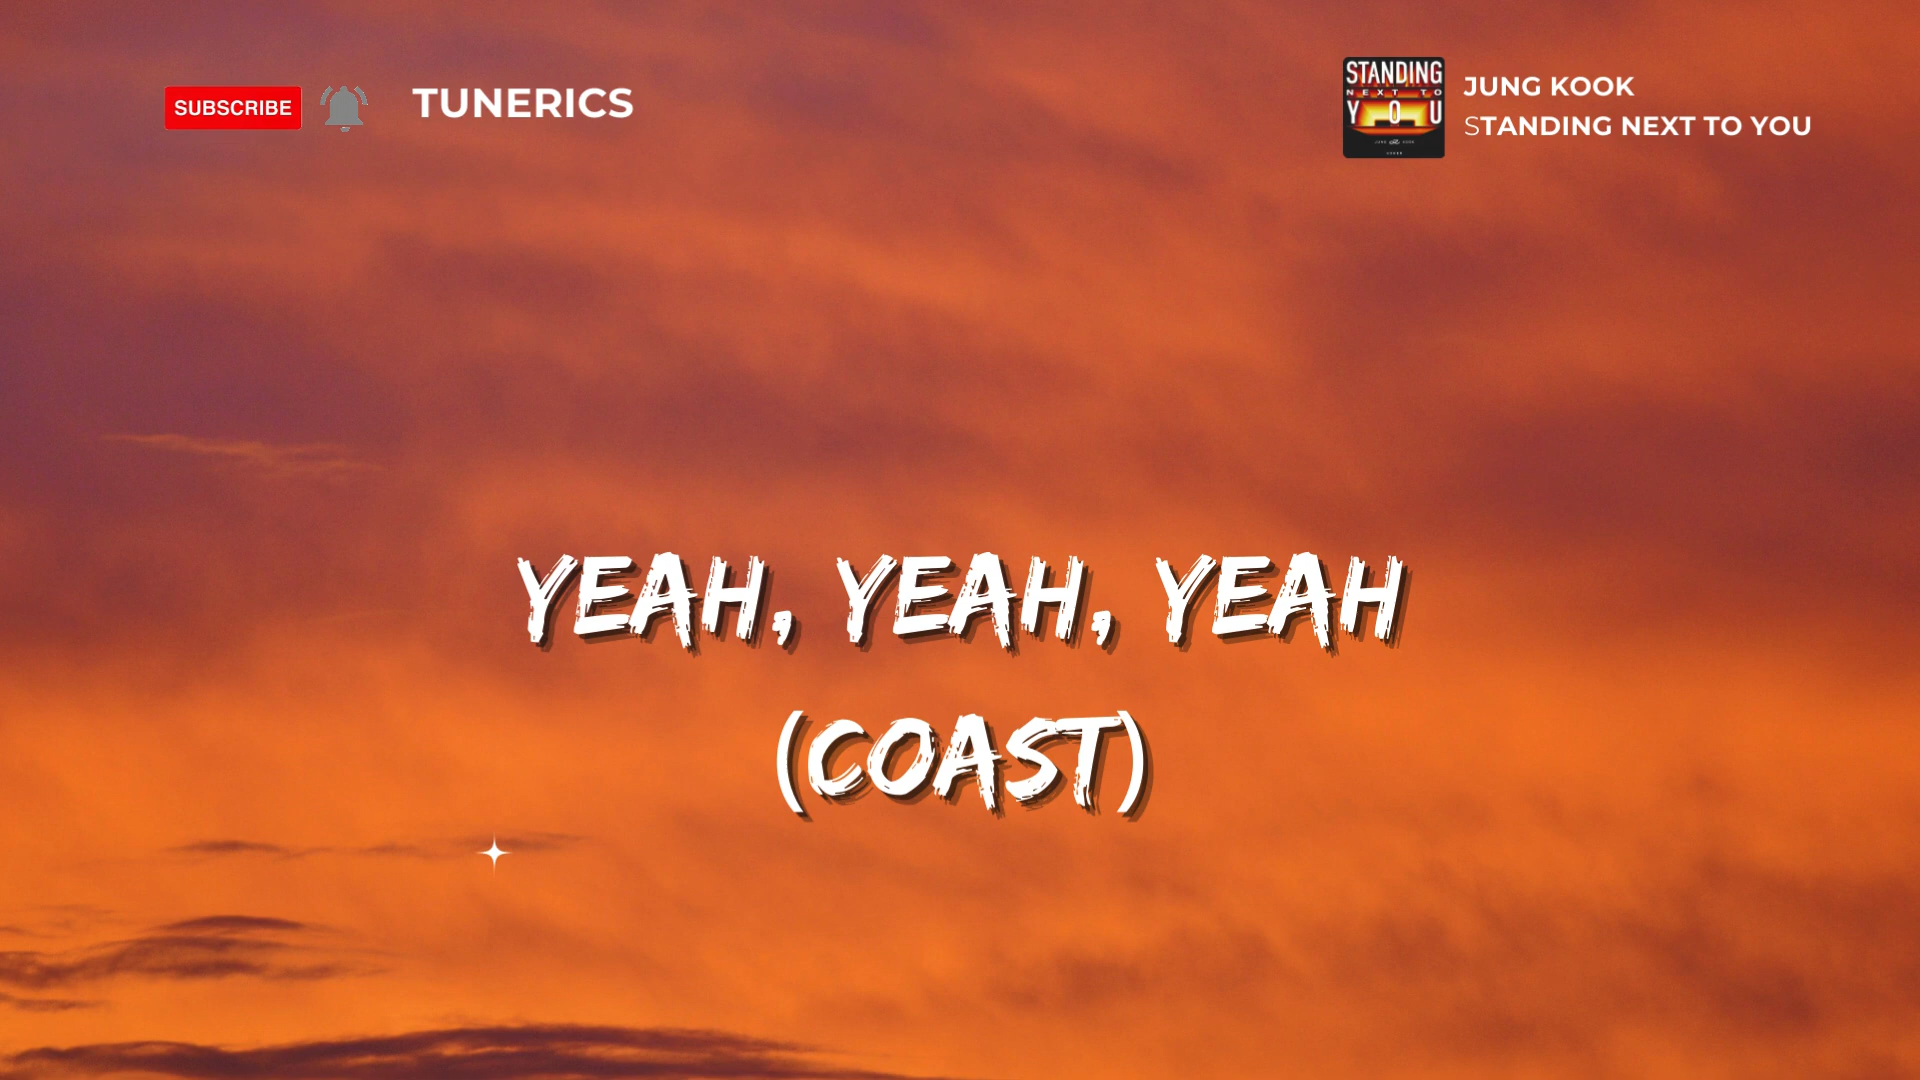 SUBSCRIBE
TUNERICS
STANDING
NEXT TO
YOU
JUNG KOOK
STANDING NEXT TO YOU
YEAH, YEAH, YEAH
(COAST)